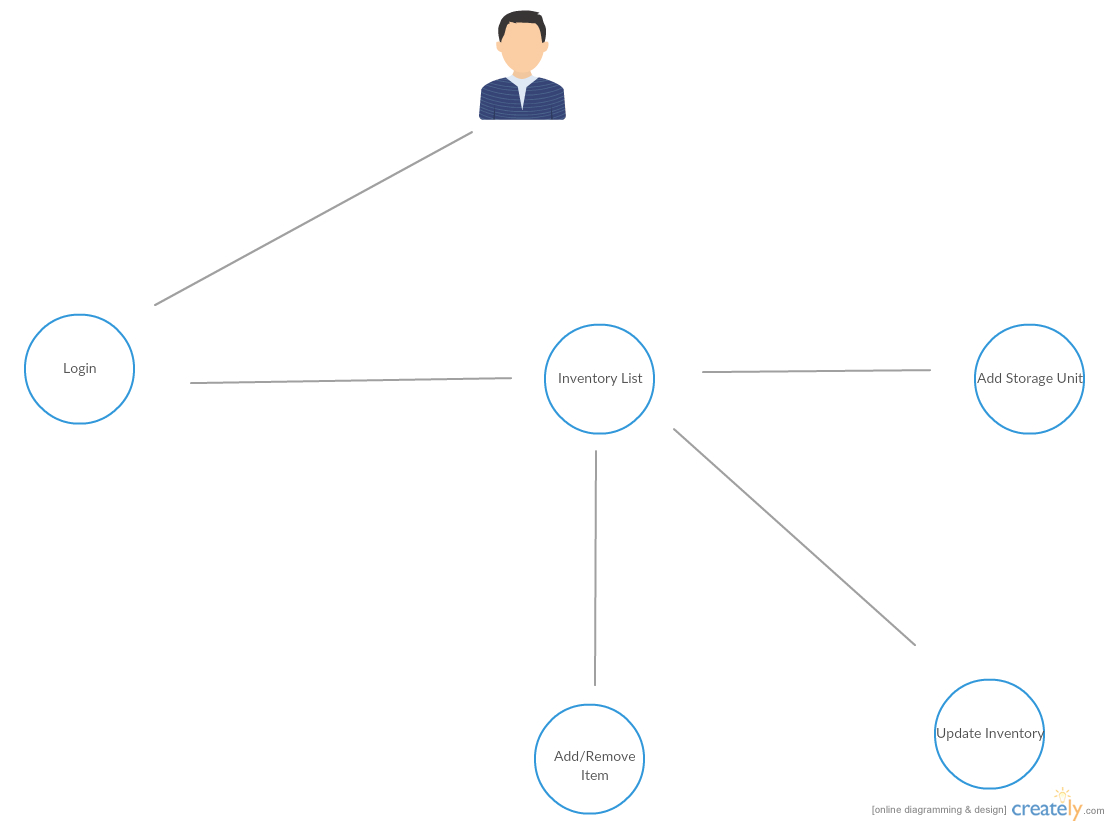 Login
Inventory List
Add Storage Unit
Add/Remove
Item
Update Inventory
[online diagramming & design] creately.com